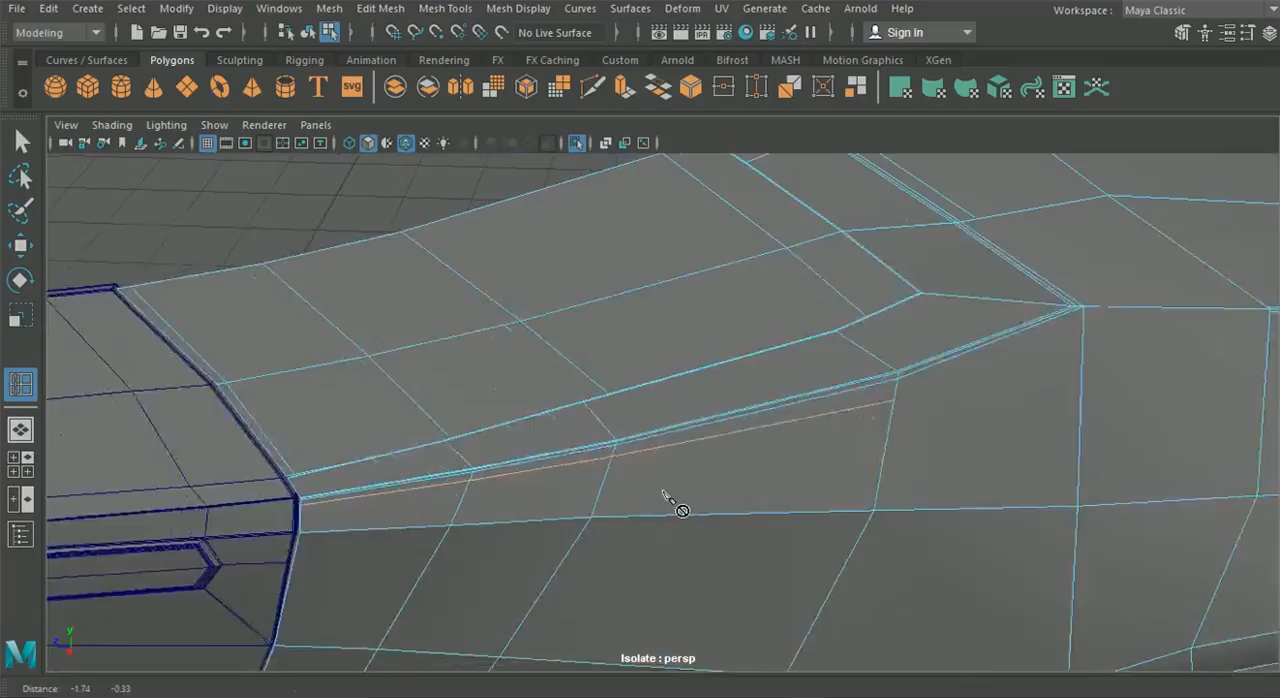 File Edit Create Select Modify Display Windows Mesh Edit Mesh Mesh Tools Mesh Display Curves Surfaces Deform UV Generate Cache Arnold Help Workspace : Maya Classic
Modeling No Live Surface IPR Sign In
Curves / Surfaces Polygons Sculpting Rigging Animation Rendering FX FX Caching Custom Arnold Bifrost MASH Motion Graphics XGen
T SVG
View Shading Lighting Show Renderer Panels
y
z
Isolate : persp
M
Distance: -1.74 -0.33